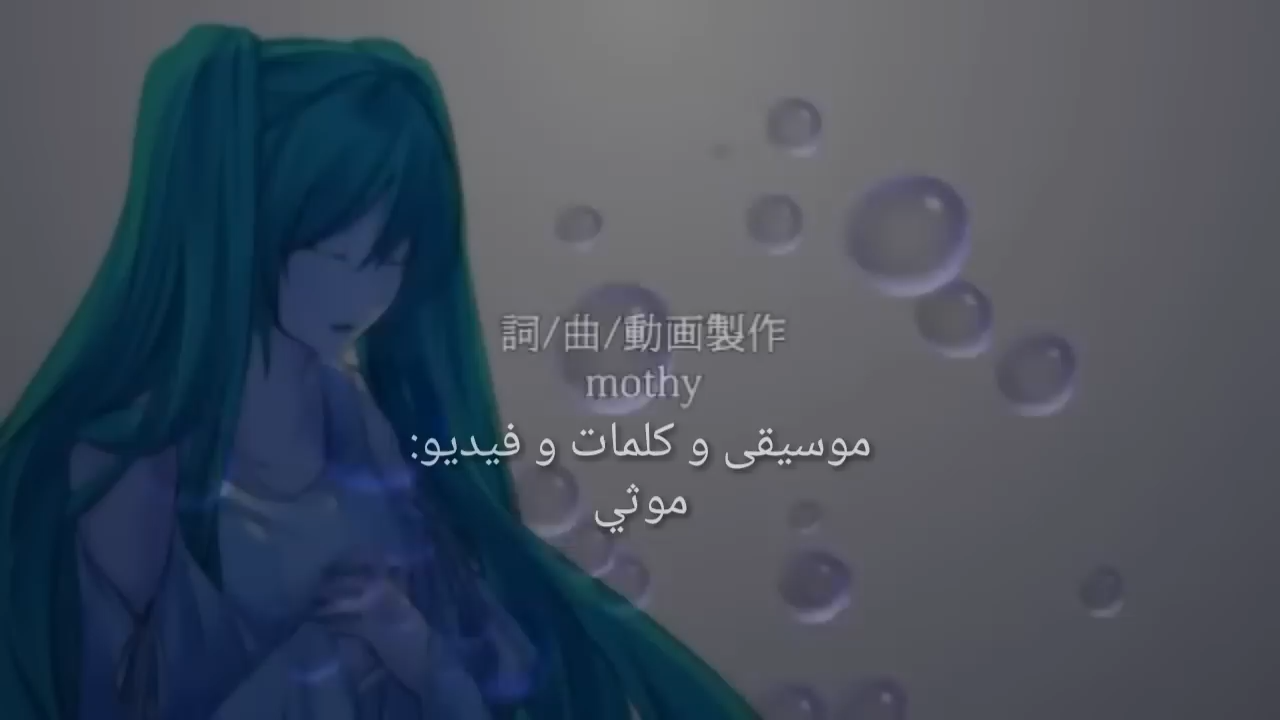 詞/曲/動画製作
mothy
موسيقى و كلمات و فيديو:
موثي